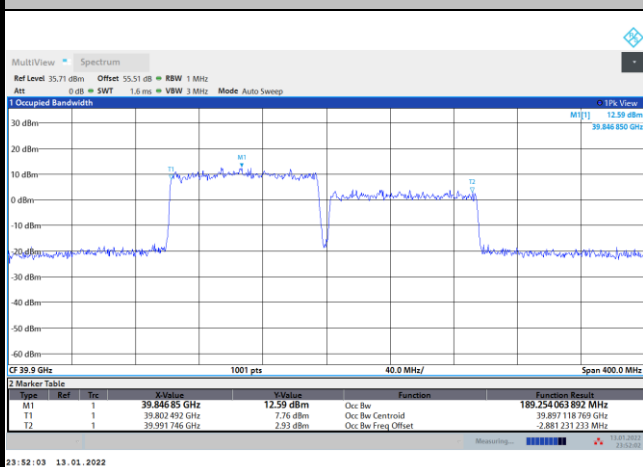 MultiView Spectrum
Ref Level 35.71 dBm Offset 55.51 dB RBW 1 MHz
Att 0 dB SWT 1.6 ms VBW 3 MHz Mode Auto Sweep
1 Occupied Bandwidth 1Pk View
M1[1] 12.59 dBm
39.846 850 GHz
30 dBm
20 dBm
M1
T1
10 dBm
T2
0 dBm
-10 dBm
-20 dBm
-30 dBm
-40 dBm
-50 dBm
-60 dBm
CF 39.9 GHz 1001 pts 40.0 MHz/ Span 400.0 MHz
2 Marker Table
Type Ref Trc X-Value Y-Value Function Function Result
M1 1 39.846 85 GHz 12.59 dBm Occ Bw 189.254 063 892 MHz
T1 1 39.802 492 GHz 7.76 dBm Occ Bw Centroid 39.897 118 769 GHz
T2 1 39.991 746 GHz 2.93 dBm Occ Bw Freq Offset -2.881 231 233 MHz
Measuring... 13.01.2022
23:52:02
23:52:03 13.01.2022